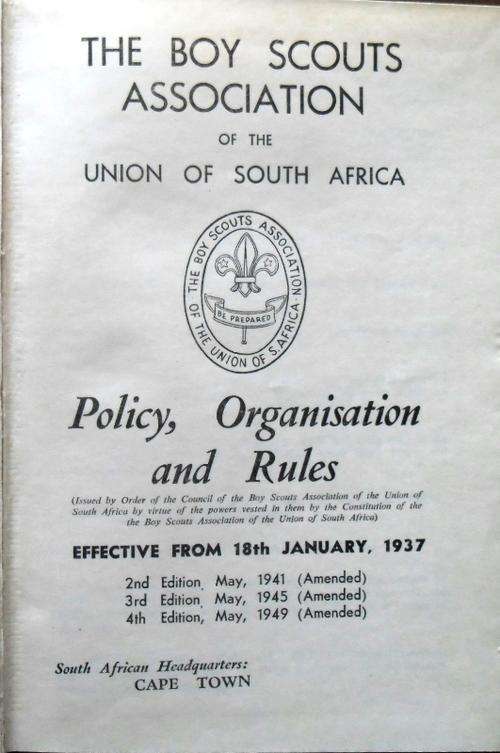 THE BOY SCOUTS
ASSOCIATION
OF THE
UNION OF SOUTH AFRICA
THE BOY SCOUTS ASSOCIATION
OF THE UNION OF S. AFRICA
BE PREPARED
Policy, Organisation
and Rules
(Issued by Order of the Council of the Boy Scouts Association of the Union of
South Africa by virtue of the powers vested in them by the Constitution of the
the Boy Scouts Association of the Union of South Africa)
EFFECTIVE FROM 18th JANUARY, 1937
2nd Edition, May, 1941 (Amended)
3rd Edition, May, 1945 (Amended)
4th Edition, May, 1949 (Amended)
South African Headquarters:
CAPE TOWN